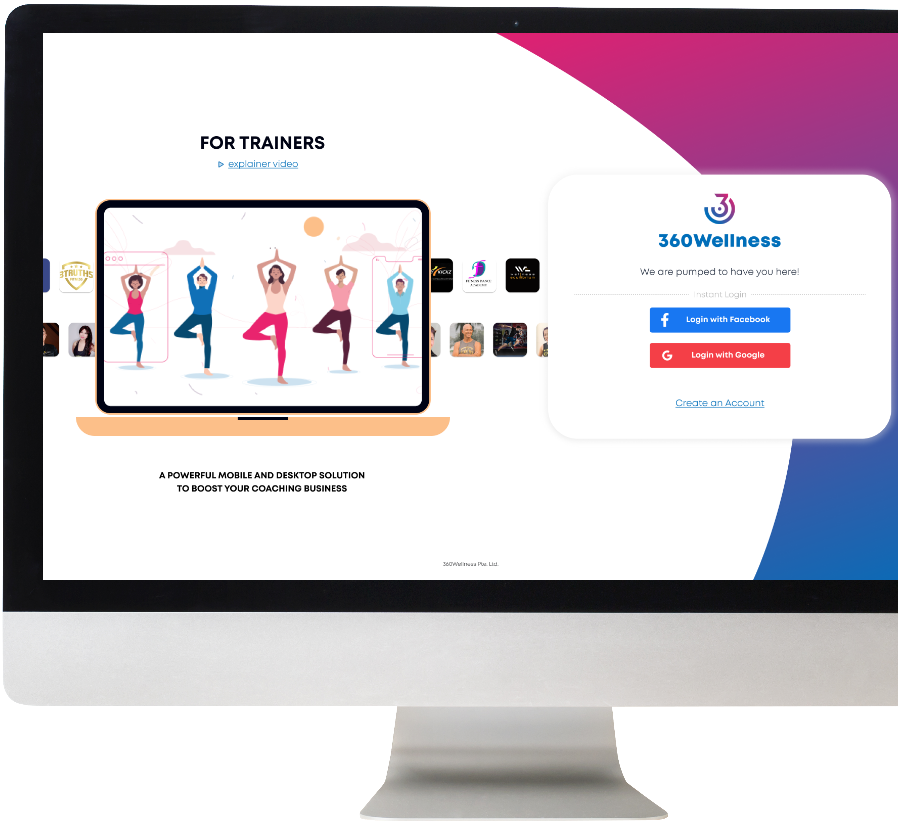 FOR TRAINERS
explainer video
3TRUTHS
KICKZ
360Wellness
We are pumped to have you here!
Instant Login
Login with Facebook
Login with Google
Create an Account
A POWERFUL MOBILE AND DESKTOP SOLUTION
TO BOOST YOUR COACHING BUSINESS
360Wellness Pte. Ltd.